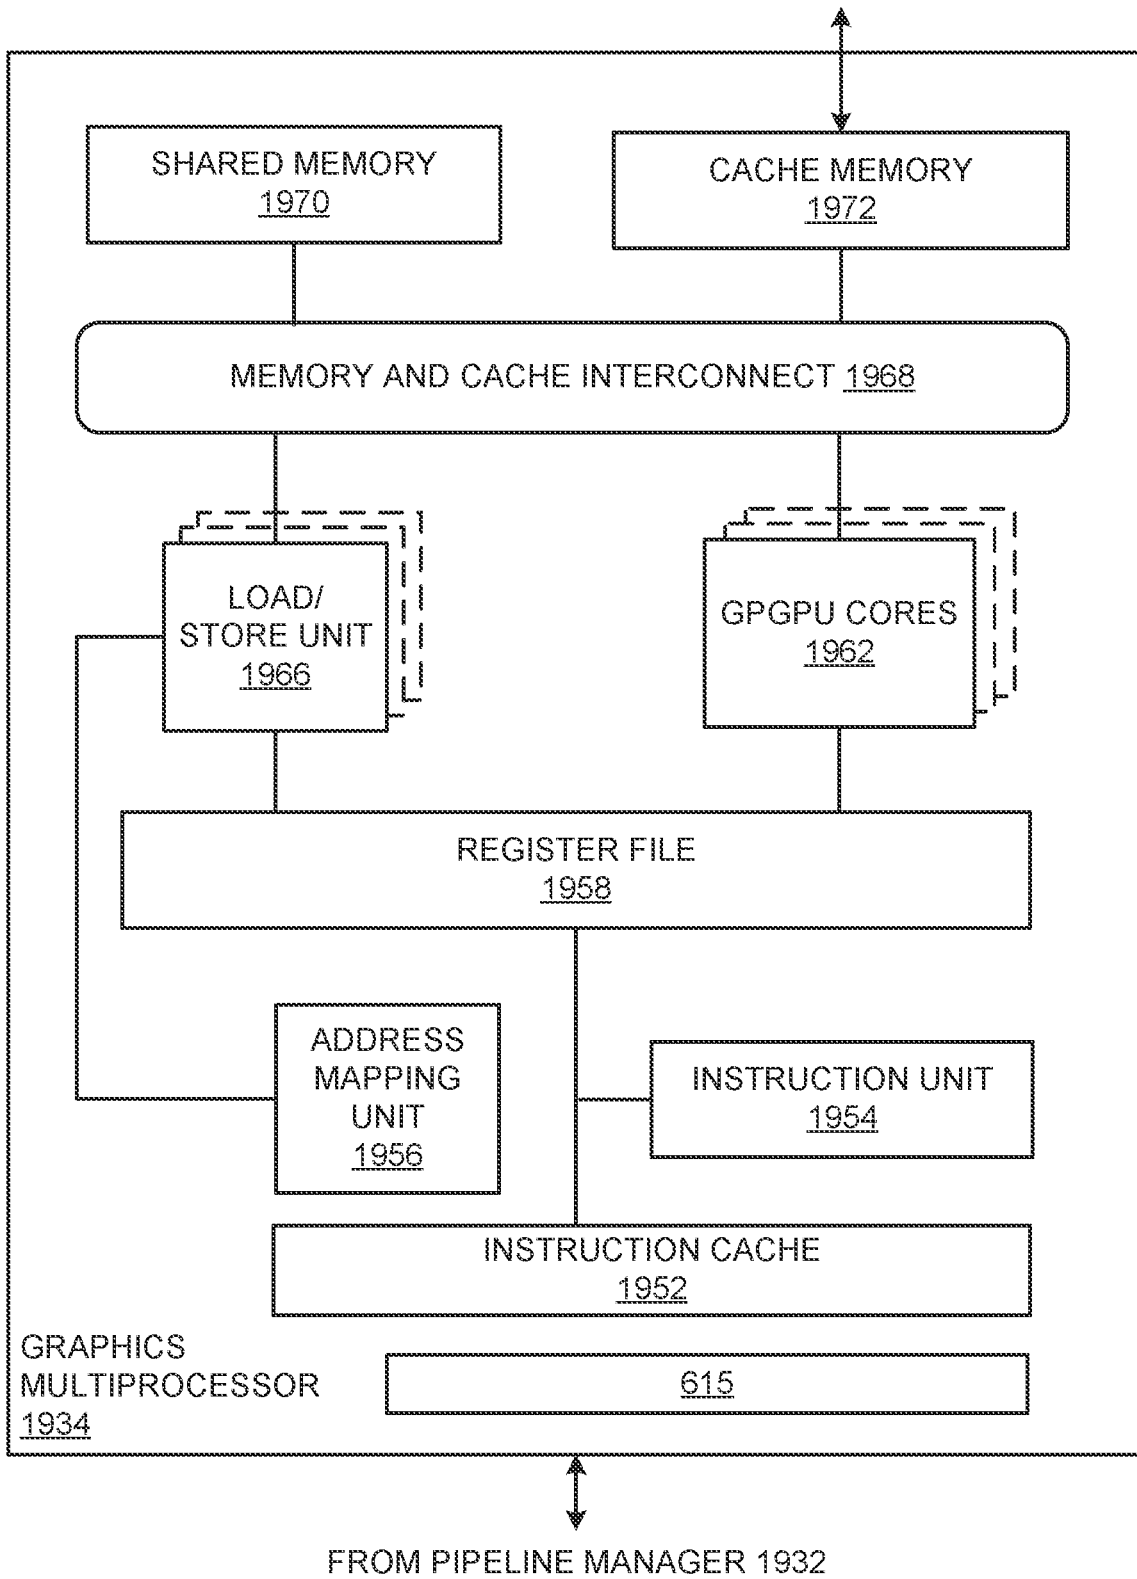 SHARED MEMORY
1970
CACHE MEMORY
1972
MEMORY AND CACHE INTERCONNECT 1968
LOAD/
STORE UNIT
1966
GPGPU CORES
1962
REGISTER FILE
1958
ADDRESS
MAPPING
UNIT
1956
INSTRUCTION UNIT
1954
INSTRUCTION CACHE
1952
GRAPHICS
MULTIPROCESSOR
1934
615
FROM PIPELINE MANAGER 1932